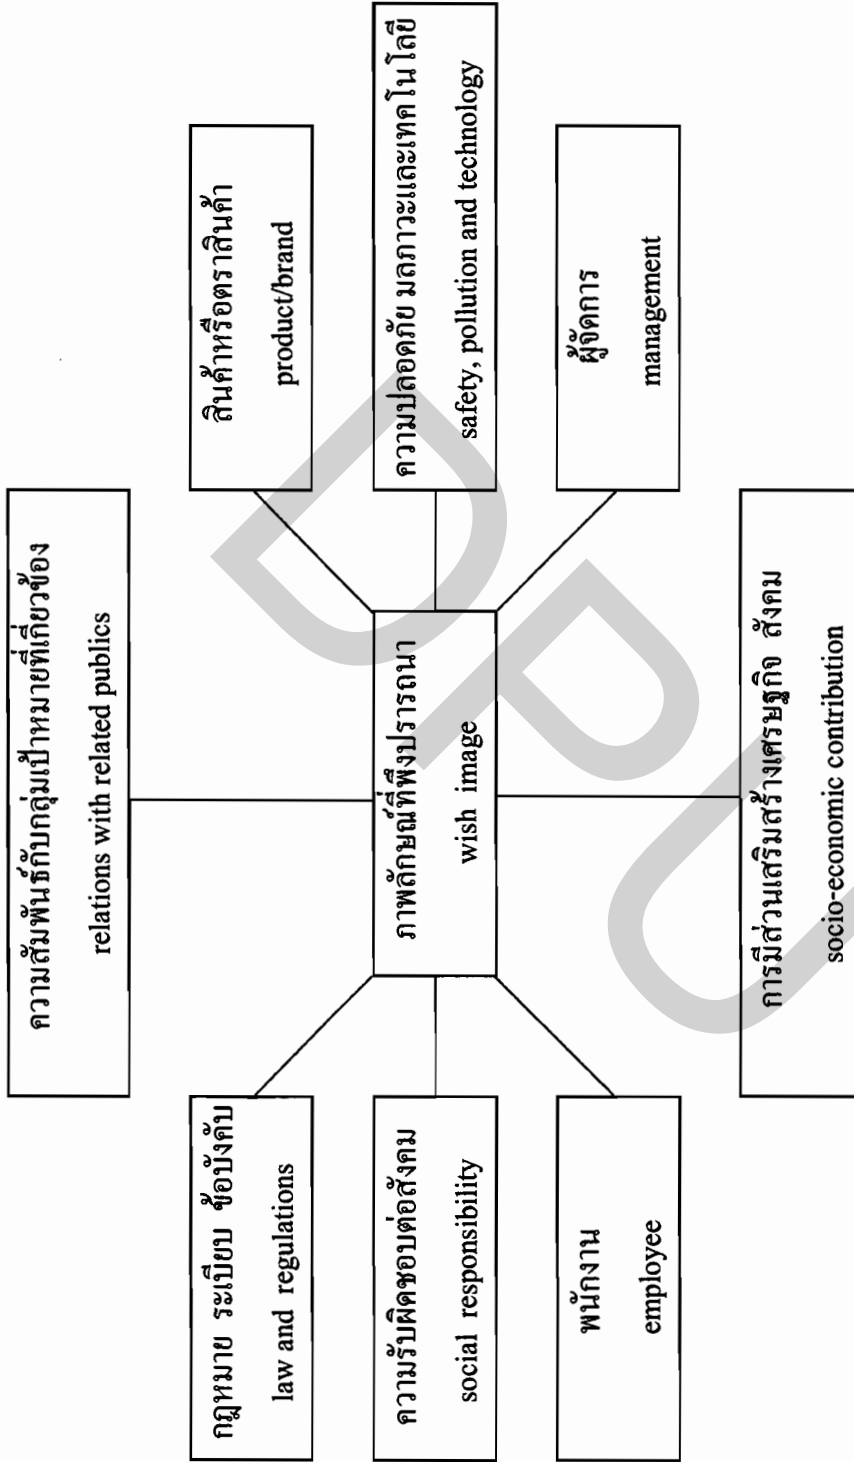 ความสัมพันธ์กับกลุ่มเป้าหมายที่เกี่ยวข้อง
relations with related publics
กฎหมาย ระเบียบ ข้อบังคับ
law and regulations
สินค้าหรือตราสินค้า
product/brand
ความรับผิดชอบต่อสังคม
social responsibility
ภาพลักษณ์ที่พึงปรารถนา
wish image
ความปลอดภัย มลภาวะและเทคโนโลยี
safety, pollution and technology
พนักงาน
employee
ผู้จัดการ
management
การมีส่วนเสริมสร้างเศรษฐกิจ สังคม
socio-economic contribution
DPU